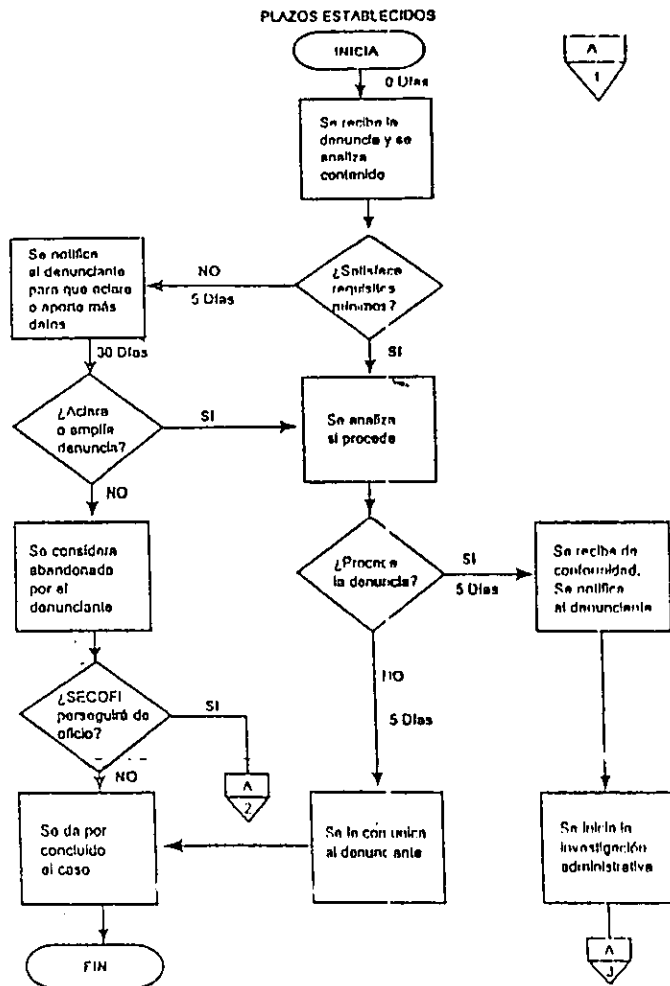 PLAZOS ESTABLECIDOS
INICIA
A
1
0 Días
Se recibe la
denuncia y se
analiza
contenido
¿Satisface
requisitos
mínimos?
NO
5 Días
SI
Se notifica
al denunciante
para que aclare
o aporte más
datos
30 Días
¿Aclara
o amplía
denuncia?
SI
NO
Se analiza
si procede
¿Procece
la denuncia?
SI
5 Días
NO
5 Días
Se recibe de
conformidad.
Se notifica
al denunciante
Se considera
abandonado
por el
denunciante
¿SECOFI
perseguirá de
oficio?
SI
NO
A
2
Se da por
concluido
el caso
Se le comunica
al denunciante
Se inicia la
investigación
administrativa
FIN
A